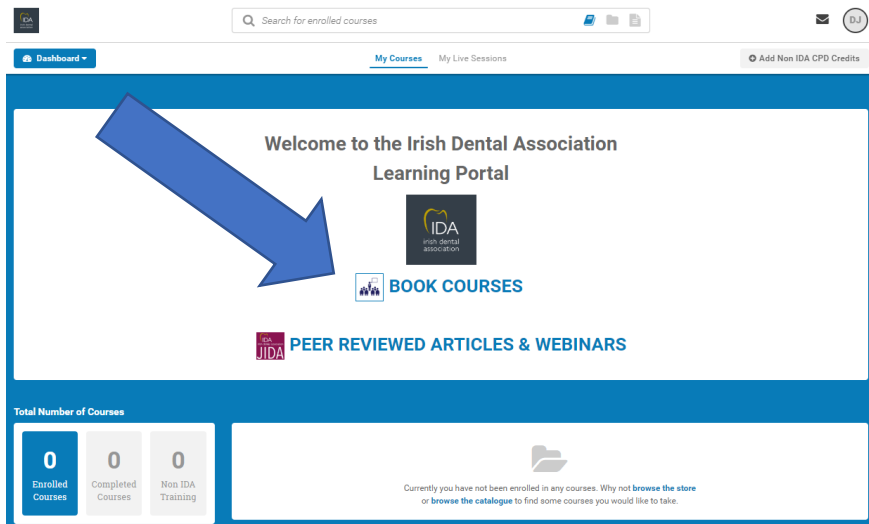 IDA
Search for enrolled courses
DJ
Dashboard
My Courses My Live Sessions
Add Non IDA CPD Credits
Welcome to the Irish Dental Association
Learning Portal
IDA
irish dental
association
BOOK COURSES
IDA
JIDA
PEER REVIEWED ARTICLES & WEBINARS
Total Number of Courses
0
Enrolled
Courses
0
Completed
Courses
0
Non IDA
Training
Currently you have not been enrolled in any courses. Why not browse the store
or browse the catalogue to find some courses you would like to take.